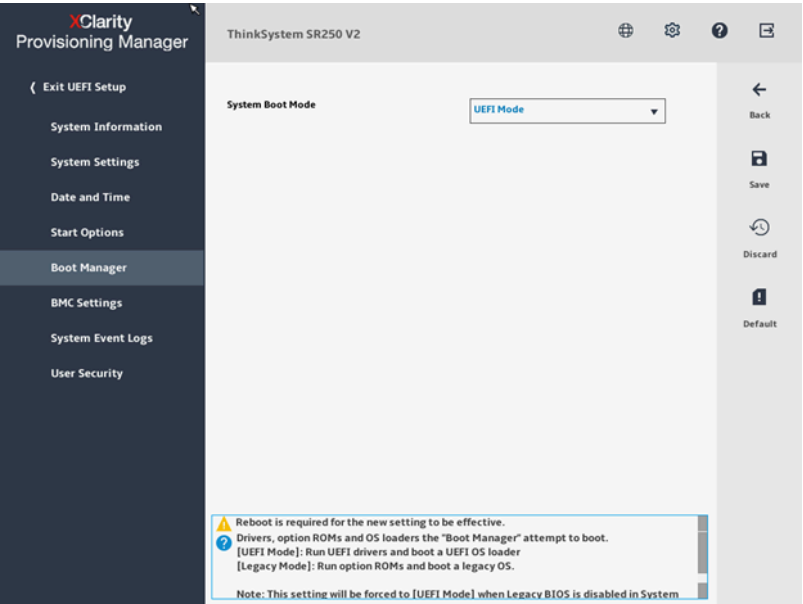 XClarity
Provisioning Manager
ThinkSystem SR250 V2
Exit UEFI Setup
System Information
System Settings
Date and Time
Start Options
Boot Manager
BMC Settings
System Event Logs
User Security
System Boot Mode
UEFI Mode
Back
Save
Discard
Default
Reboot is required for the new setting to be effective.
Drivers, option ROMs and OS loaders the "Boot Manager" attempt to boot.
[UEFI Mode]: Run UEFI drivers and boot a UEFI OS loader
[Legacy Mode]: Run option ROMs and boot a legacy OS.
Note: This setting will be forced to [UEFI Mode] when Legacy BIOS is disabled in System